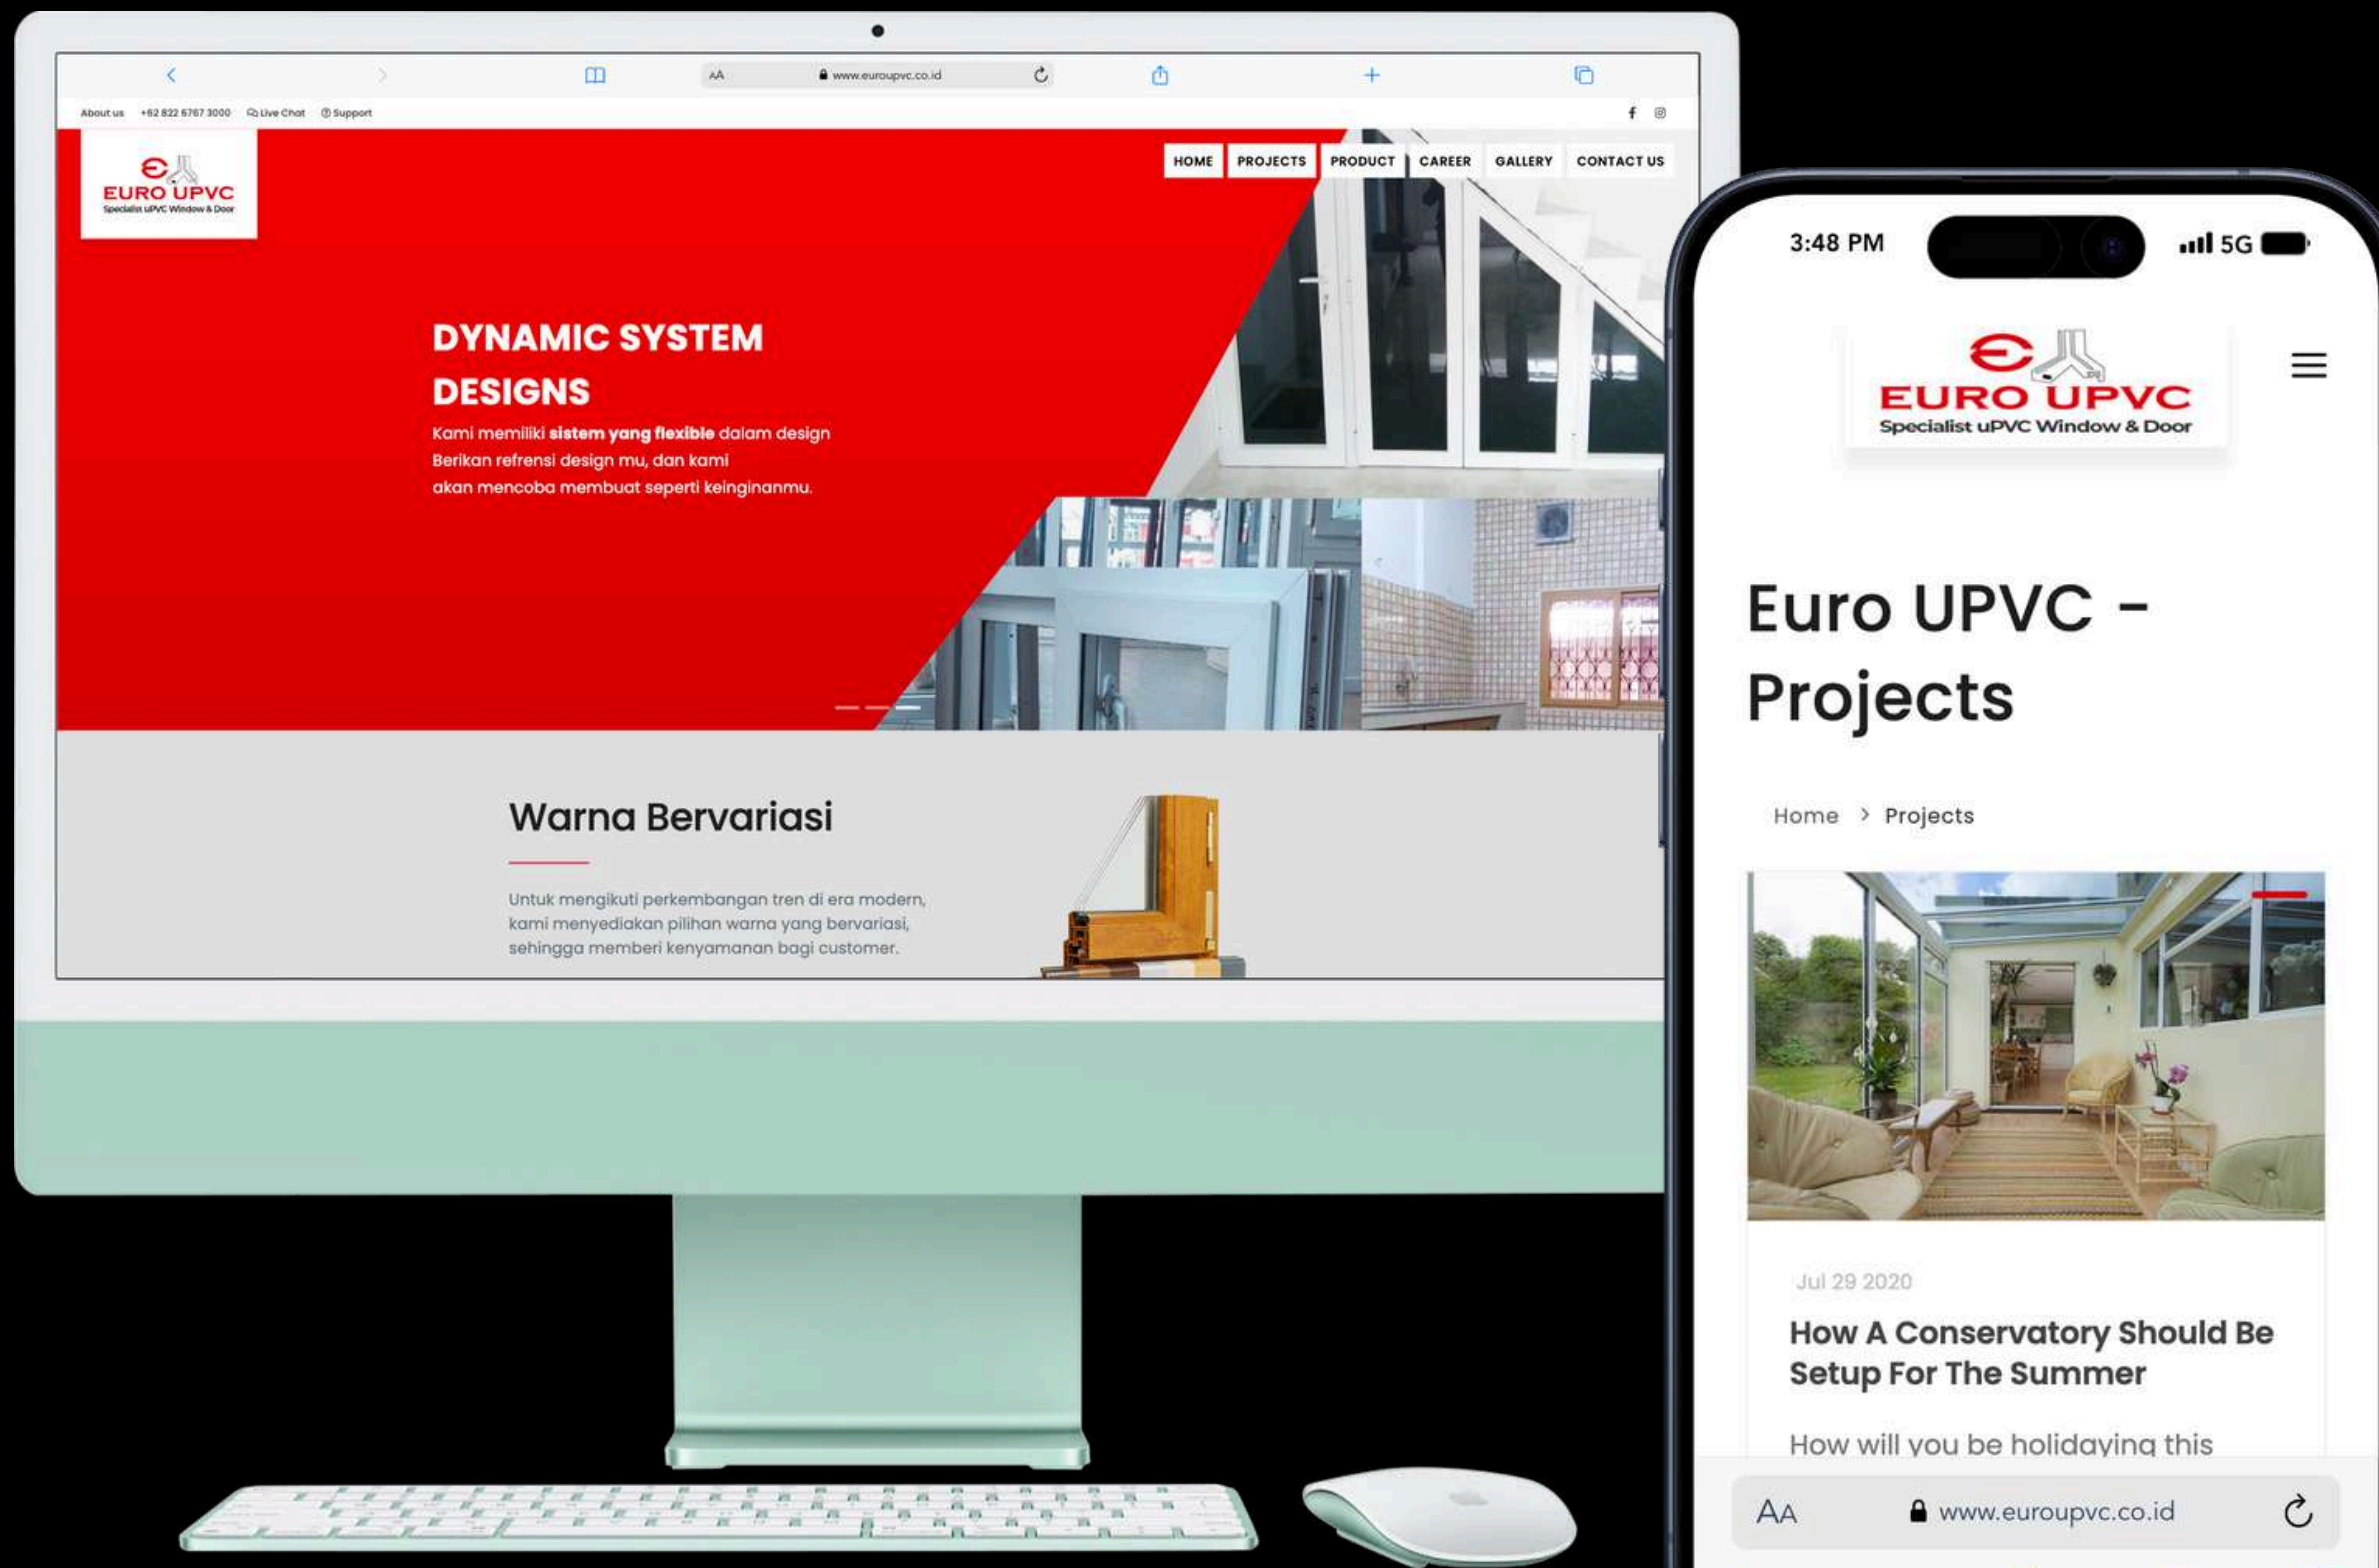 AA
www.euroupvc.co.id
About us +62 822 6767 3000 Live Chat Support
EURO UPVC
Specialist uPVC Window & Door
HOME PROJECTS PRODUCT CAREER GALLERY CONTACT US
DYNAMIC SYSTEM
DESIGNS
Kami memiliki sistem yang flexible dalam design
Berikan refrensi design mu, dan kami
akan mencoba membuat seperti keinginanmu.
Warna Bervariasi
Untuk mengikuti perkembangan tren di era modern,
kami menyediakan pilihan warna yang bervariasi,
sehingga memberi kenyamanan bagi customer.
3:48 PM 5G
EURO UPVC
Specialist uPVC Window & Door
Euro UPVC -
Projects
Home > Projects
Jul 29 2020
How A Conservatory Should Be
Setup For The Summer
How will you be holidaying this
AA www.euroupvc.co.id